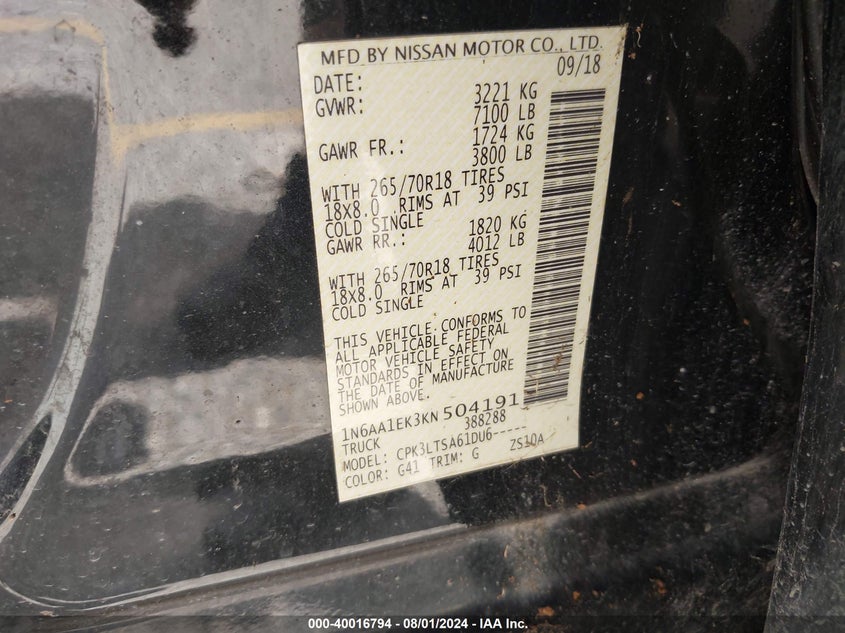 MFD BY NISSAN MOTOR CO., LTD.
DATE: 09/18
GVWR: 3221 KG
7100 LB
GAWR FR.: 1724 KG
3800 LB
WITH 265/70R18 TIRES
18X8.0 RIMS AT 39 PSI
COLD SINGLE
GAWR RR.: 1820 KG
4012 LB
WITH 265/70R18 TIRES
18X8.0 RIMS AT 39 PSI
COLD SINGLE
THIS VEHICLE CONFORMS TO
ALL APPLICABLE FEDERAL
MOTOR VEHICLE SAFETY
STANDARDS IN EFFECT ON
THE DATE OF MANUFACTURE
SHOWN ABOVE.
1N6AA1EK3KN504191
TRUCK 388288
MODEL: CPK3LTSA61DU6-----
COLOR: G41 TRIM: G ZS10A
000-40016794 - 08/01/2024 - IAA Inc.